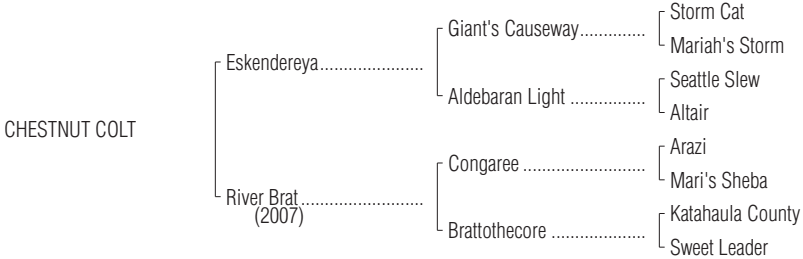 Storm Cat
Giant's Causeway..............
Mariah's Storm
Eskendereya......................
Seattle Slew
Aldebaran Light ................
Altair
CHESTNUT COLT
Arazi
Congaree ..........................
Mari's Sheba
River Brat..........................
(2007)
Katahaula County
Brattothecore ....................
Sweet Leader